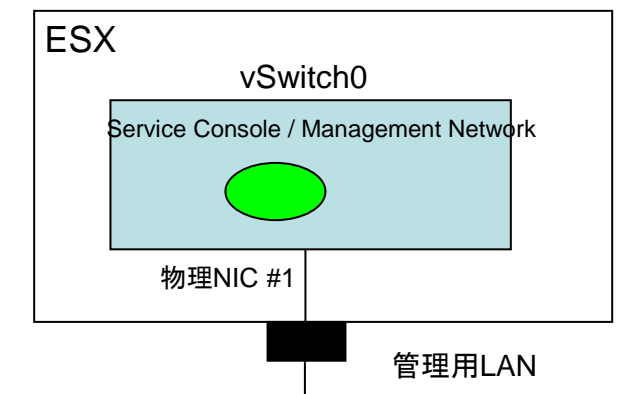 ESX
vSwitch0
Service Console / Management Network
物理NIC #1
管理用LAN